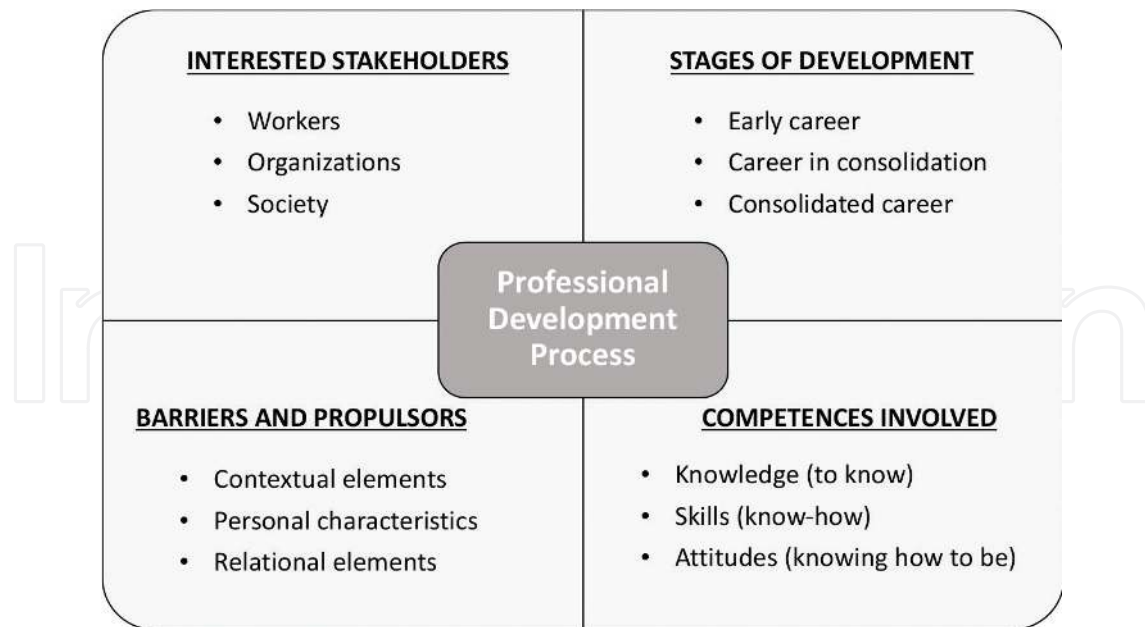 INTERESTED STAKEHOLDERS
• Workers
• Organizations
• Society
STAGES OF DEVELOPMENT
• Early career
• Career in consolidation
• Consolidated career
Professional
Development
Process
BARRIERS AND PROPULSORS
• Contextual elements
• Personal characteristics
• Relational elements
COMPETENCES INVOLVED
• Knowledge (to know)
• Skills (know-how)
• Attitudes (knowing how to be)